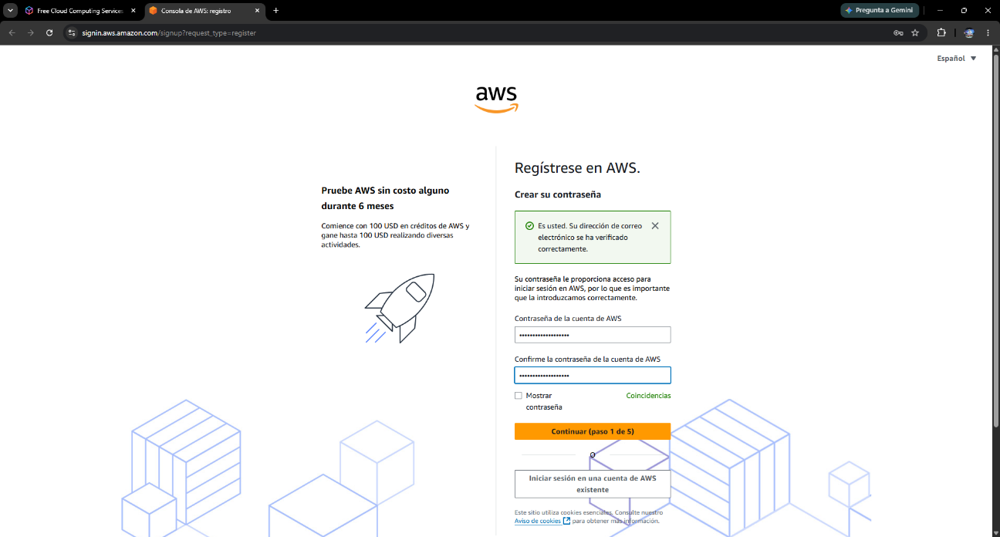 Free Cloud Computing Services
Consola de AWS: registro
Pregunta a Gemini
signin.aws.amazon.com/signup?request_type=register
Español
aws
Pruebe AWS sin costo alguno
durante 6 meses
Comience con 100 USD en créditos de AWS y
gane hasta 100 USD realizando diversas
actividades.
Regístrese en AWS.
Crear su contraseña
Es usted. Su dirección de correo
electrónico se ha verificado
correctamente.
Su contraseña le proporciona acceso para
iniciar sesión en AWS, por lo que es importante
que la introduzcamos correctamente.
Contraseña de la cuenta de AWS
•••••••••••••••••••
Confirme la contraseña de la cuenta de AWS
•••••••••••••••••••
Mostrar
contraseña
Coincidencias
Continuar (paso 1 de 5)
O
Iniciar sesión en una cuenta de AWS
existente
Este sitio utiliza cookies esenciales. Consulte nuestro
Aviso de cookies para obtener más información.